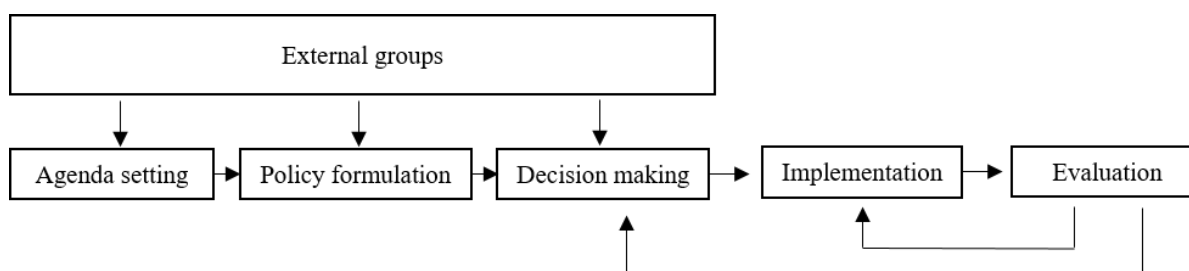 External groups
Agenda setting
Policy formulation
Decision making
Implementation
Evaluation